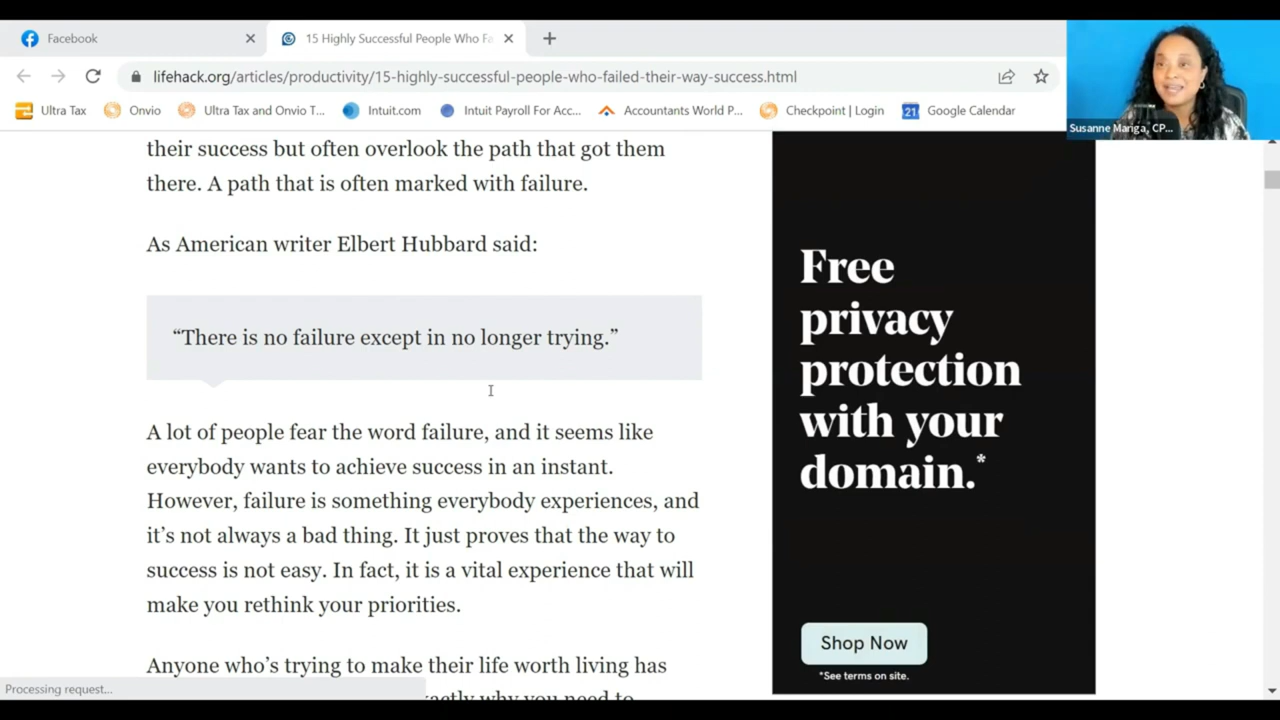 Facebook
15 Highly Successful People Who Fa
lifehack.org/articles/productivity/15-highly-successful-people-who-failed-their-way-success.html
Ultra Tax
Onvio
Ultra Tax and Onvio T...
Intuit.com
Intuit Payroll For Acc...
Accountants World P...
Checkpoint | Login
21
Google Calendar
Susanne Mariga, CP...
their success but often overlook the path that got them
there. A path that is often marked with failure.
As American writer Elbert Hubbard said:
“There is no failure except in no longer trying.”
A lot of people fear the word failure, and it seems like
everybody wants to achieve success in an instant.
However, failure is something everybody experiences, and
it’s not always a bad thing. It just proves that the way to
success is not easy. In fact, it is a vital experience that will
make you rethink your priorities.
Anyone who’s trying to make their life worth living has
why you need to
Free
privacy
protection
with your
domain.*
Shop Now
*See terms on site.
Processing request...